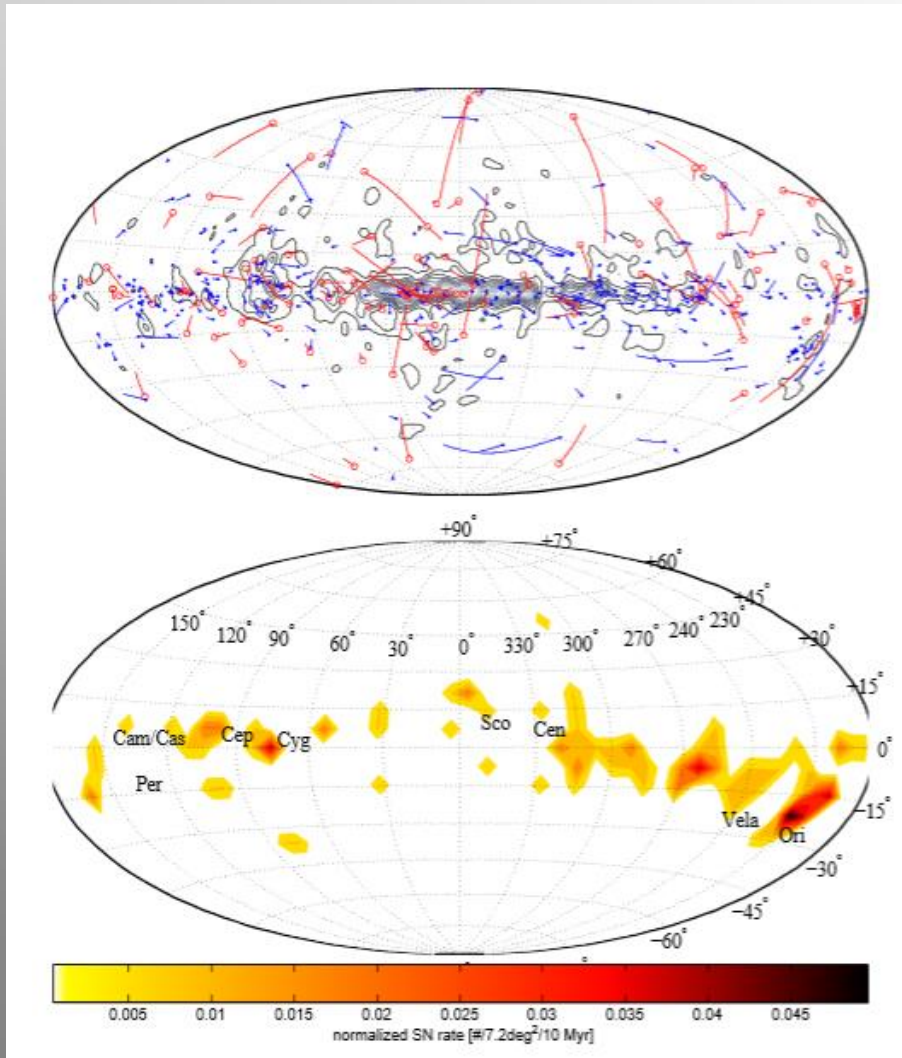 +90°
+75°
+60°
+45°
150° 120° 90° 60° 30° 0° 330° 300° 270° 240° 230°
+30°
+15°
Cam/Cas Cep Cyg Sco Cen
0°
Per
−15°
Vela Ori
−30°
−45°
−60°
0.005 0.01 0.015 0.02 0.025 0.03 0.035 0.04 0.045
normalized SN rate [#/7.2deg²/10 Myr]